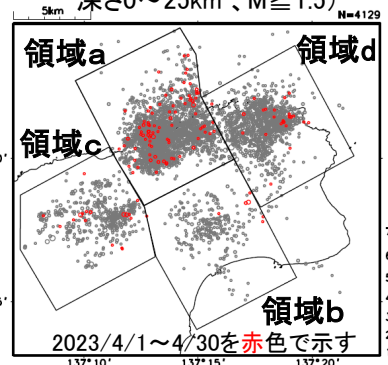 深さ0～25km、M≧1.5)
5km
N=4129
領域a
領域d
領域c
領域b
2023/4/1～4/30を赤色で示す
137°10'
137°15'
137°20'